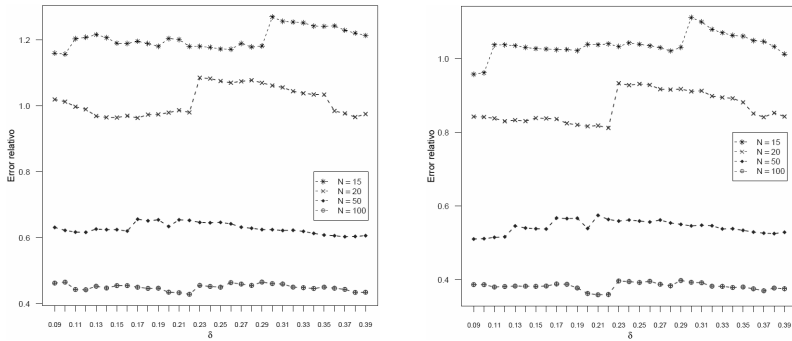 Error relativo
1.2
1.0
0.8
0.6
0.4
N = 15
N = 20
N = 50
N = 100
0.09 0.11 0.13 0.15 0.17 0.19 0.21 0.23 0.25 0.27 0.29 0.31 0.33 0.35 0.37 0.39
δ
Error relativo
1.0
0.8
0.6
0.4
N = 15
N = 20
N = 50
N = 100
0.09 0.11 0.13 0.15 0.17 0.19 0.21 0.23 0.25 0.27 0.29 0.31 0.33 0.35 0.37 0.39
δ